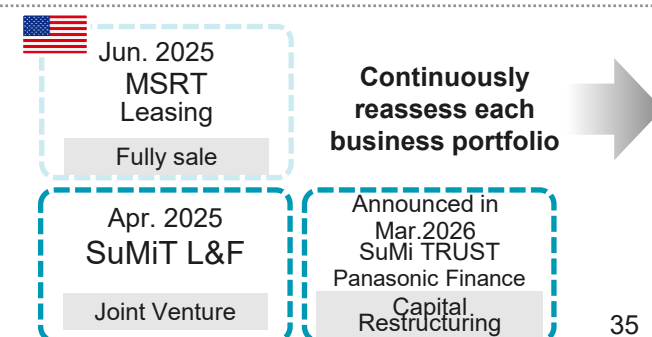 Jun. 2025
MSRT
Leasing
Fully sale
Continuously
reassess each
business portfolio
Apr. 2025
SuMiT L&F
Joint Venture
Announced in
Mar.2026
SuMi TRUST
Panasonic Finance
Capital
Restructuring
35